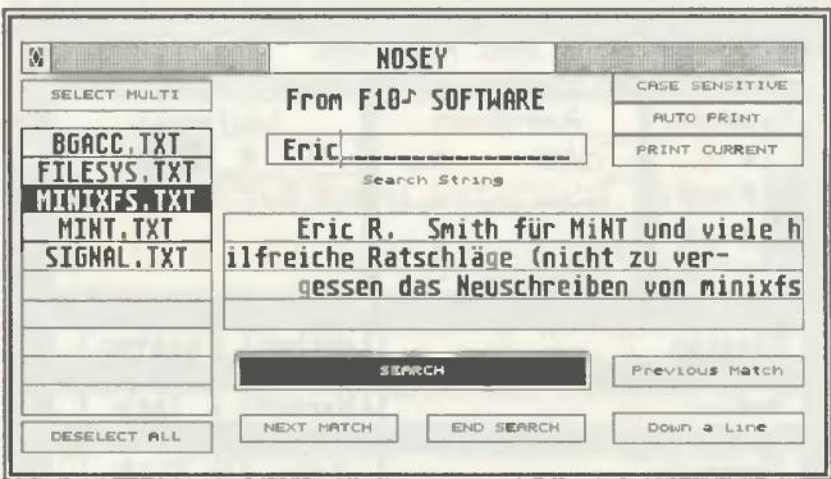 NOSEY
SELECT MULTI
From F10♪ SOFTWARE
CASE SENSITIVE
AUTO PRINT
PRINT CURRENT
Eric_______________
Search String
BGACC.TXT
FILESYS.TXT
MINIXFS.TXT
MINT.TXT
SIGNAL.TXT
Eric R. Smith für MiNT und viele h
ilfreiche Ratschläge (nicht zu ver-
gessen das Neuschreiben von minixfs
SEARCH
Previous Match
DESELECT ALL
NEXT MATCH
END SEARCH
Down a Line